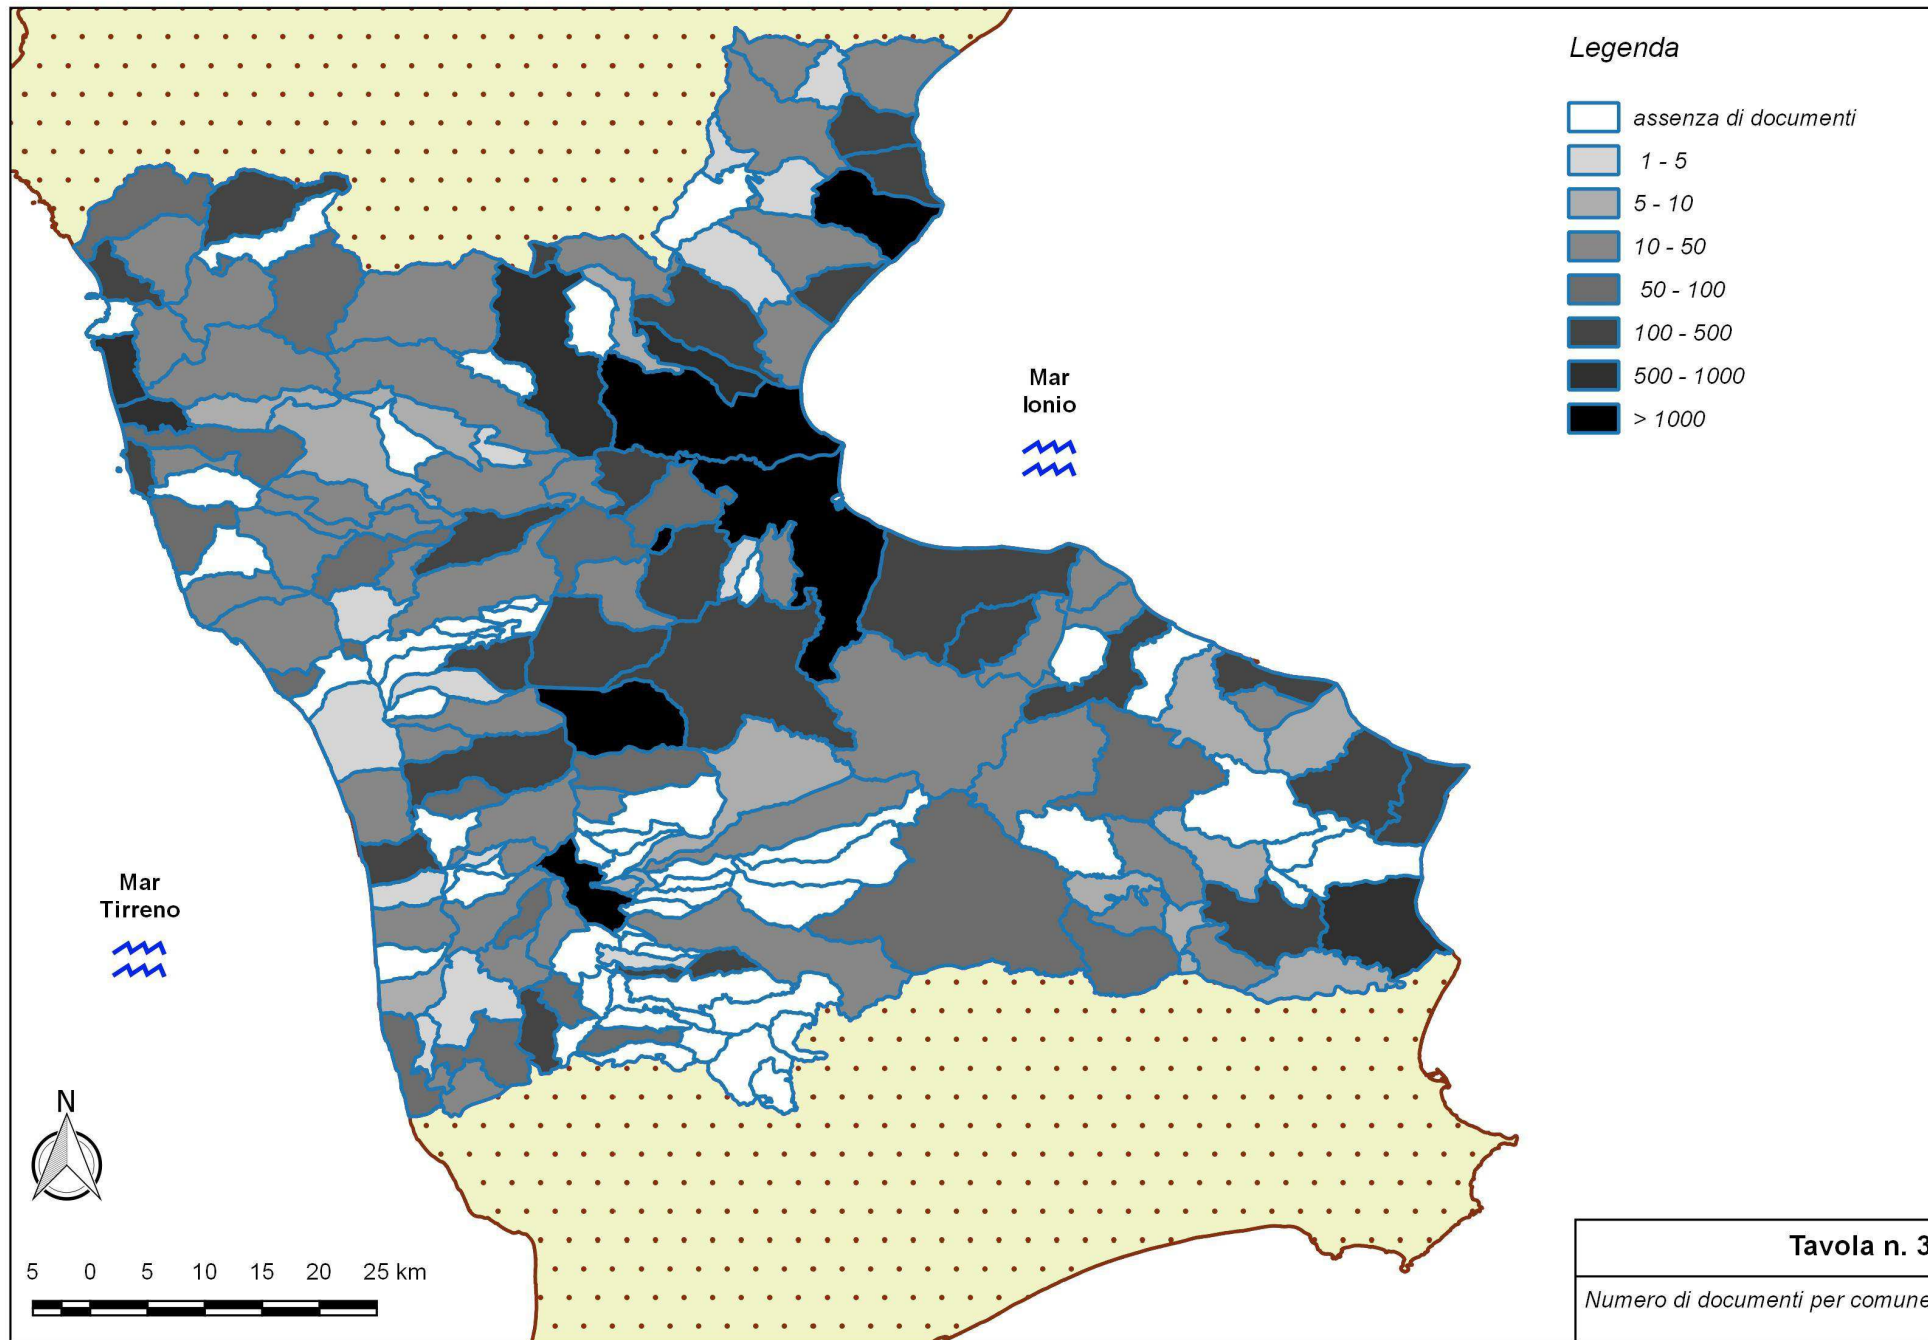 Legenda
assenza di documenti
1 - 5
5 - 10
10 - 50
50 - 100
100 - 500
500 - 1000
> 1000
Mar
Ionio
Mar
Tirreno
N
5 0 5 10 15 20 25 km
Tavola n. 3
Numero di documenti per comune